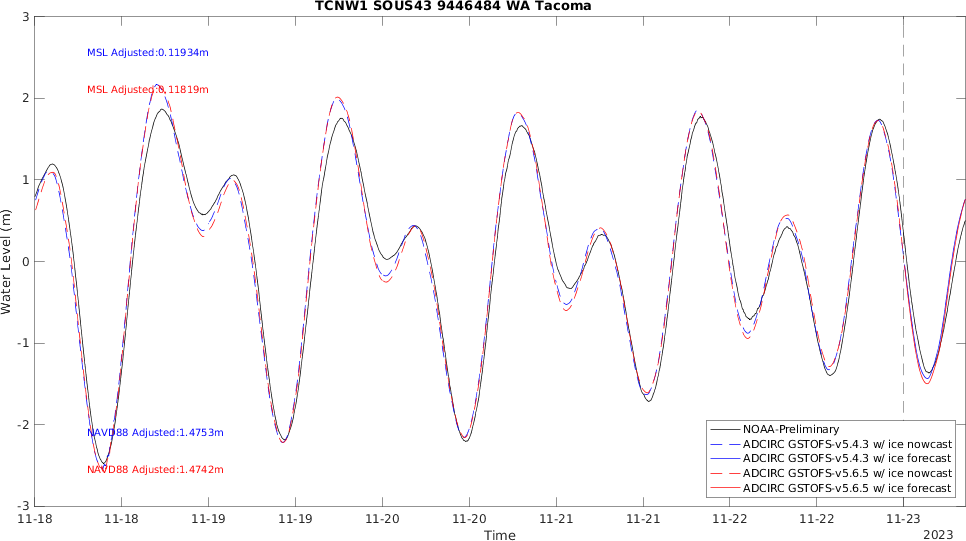 TCNW1 SOUS43 9446484 WA Tacoma
3
2
1
0
-1
-2
-3
Water Level (m)
MSL Adjusted:0.11934m
MSL Adjusted:0.11819m
NAVD88 Adjusted:1.4753m
NAVD88 Adjusted:1.4742m
NOAA-Preliminary
ADCIRC GSTOFS-v5.4.3 w/ ice nowcast
ADCIRC GSTOFS-v5.4.3 w/ ice forecast
ADCIRC GSTOFS-v5.6.5 w/ ice nowcast
ADCIRC GSTOFS-v5.6.5 w/ ice forecast
11-18 11-18 11-19 11-19 11-20 11-20 11-21 11-21 11-22 11-22 11-23
Time
2023